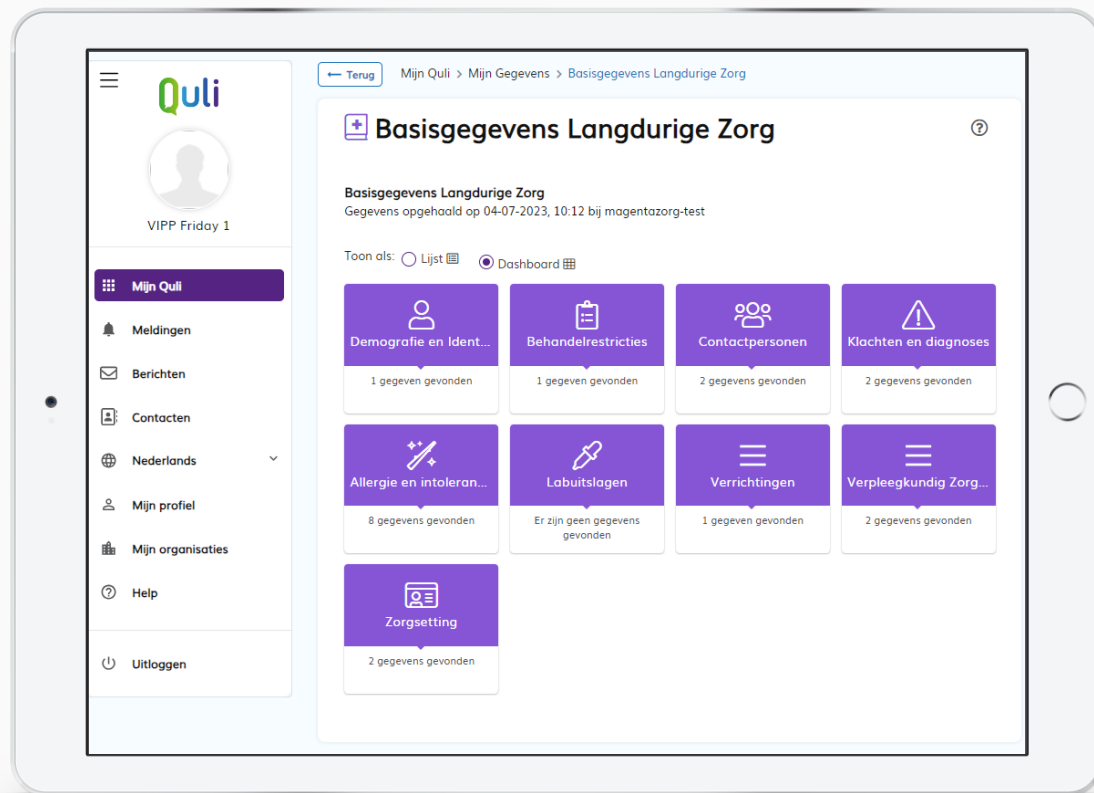 Quli
VIPP Friday 1
Mijn Quli
Meldingen
Berichten
Contacten
Nederlands
Mijn profiel
Mijn organisaties
Help
Uitloggen
← Terug
Mijn Quli > Mijn Gegevens > Basisgegevens Langdurige Zorg
Basisgegevens Langdurige Zorg
Basisgegevens Langdurige Zorg
Gegevens opgehaald op 04-07-2023, 10:12 bij magentazorg-test
Toon als: Lijst Dashboard
Demografie en Ident...
1 gegeven gevonden
Behandelrestricties
1 gegeven gevonden
Contactpersonen
2 gegevens gevonden
Klachten en diagnoses
2 gegevens gevonden
Allergie en intoleran...
8 gegevens gevonden
Labuitslagen
Er zijn geen gegevens
gevonden
Verrichtingen
1 gegeven gevonden
Verpleegkundig Zorg...
2 gegevens gevonden
Zorgsetting
2 gegevens gevonden